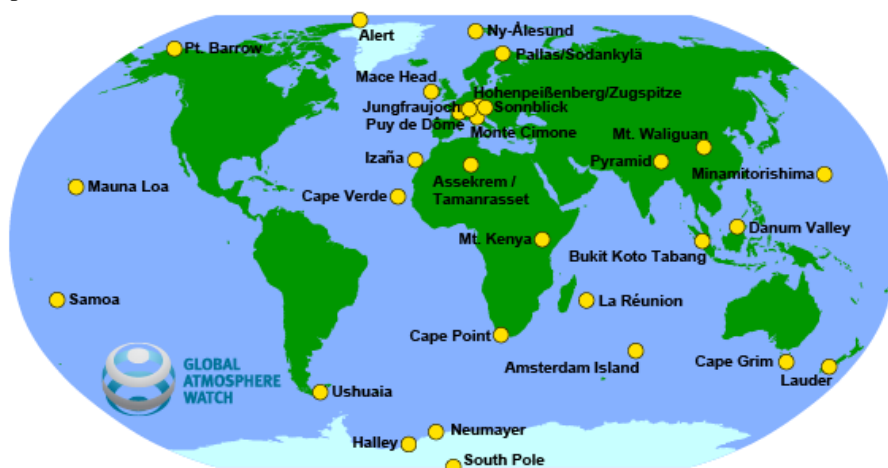 Alert
Ny-Ålesund
Pt. Barrow
Pallas/Sodankylä
Mace Head
Hohenpeißenberg/Zugspitze
Jungfraujoch
Sonnblick
Puy de Dôme
Monte Cimone
Mt. Waliguan
Izaña
Pyramid
Mauna Loa
Assekrem /
Tamanrasset
Minamitorishima
Cape Verde
Danum Valley
Mt. Kenya
Bukit Koto Tabang
Samoa
La Réunion
Cape Point
Amsterdam Island
Cape Grim
Lauder
GLOBAL
ATMOSPHERE
WATCH
Ushuaia
Neumayer
Halley
South Pole